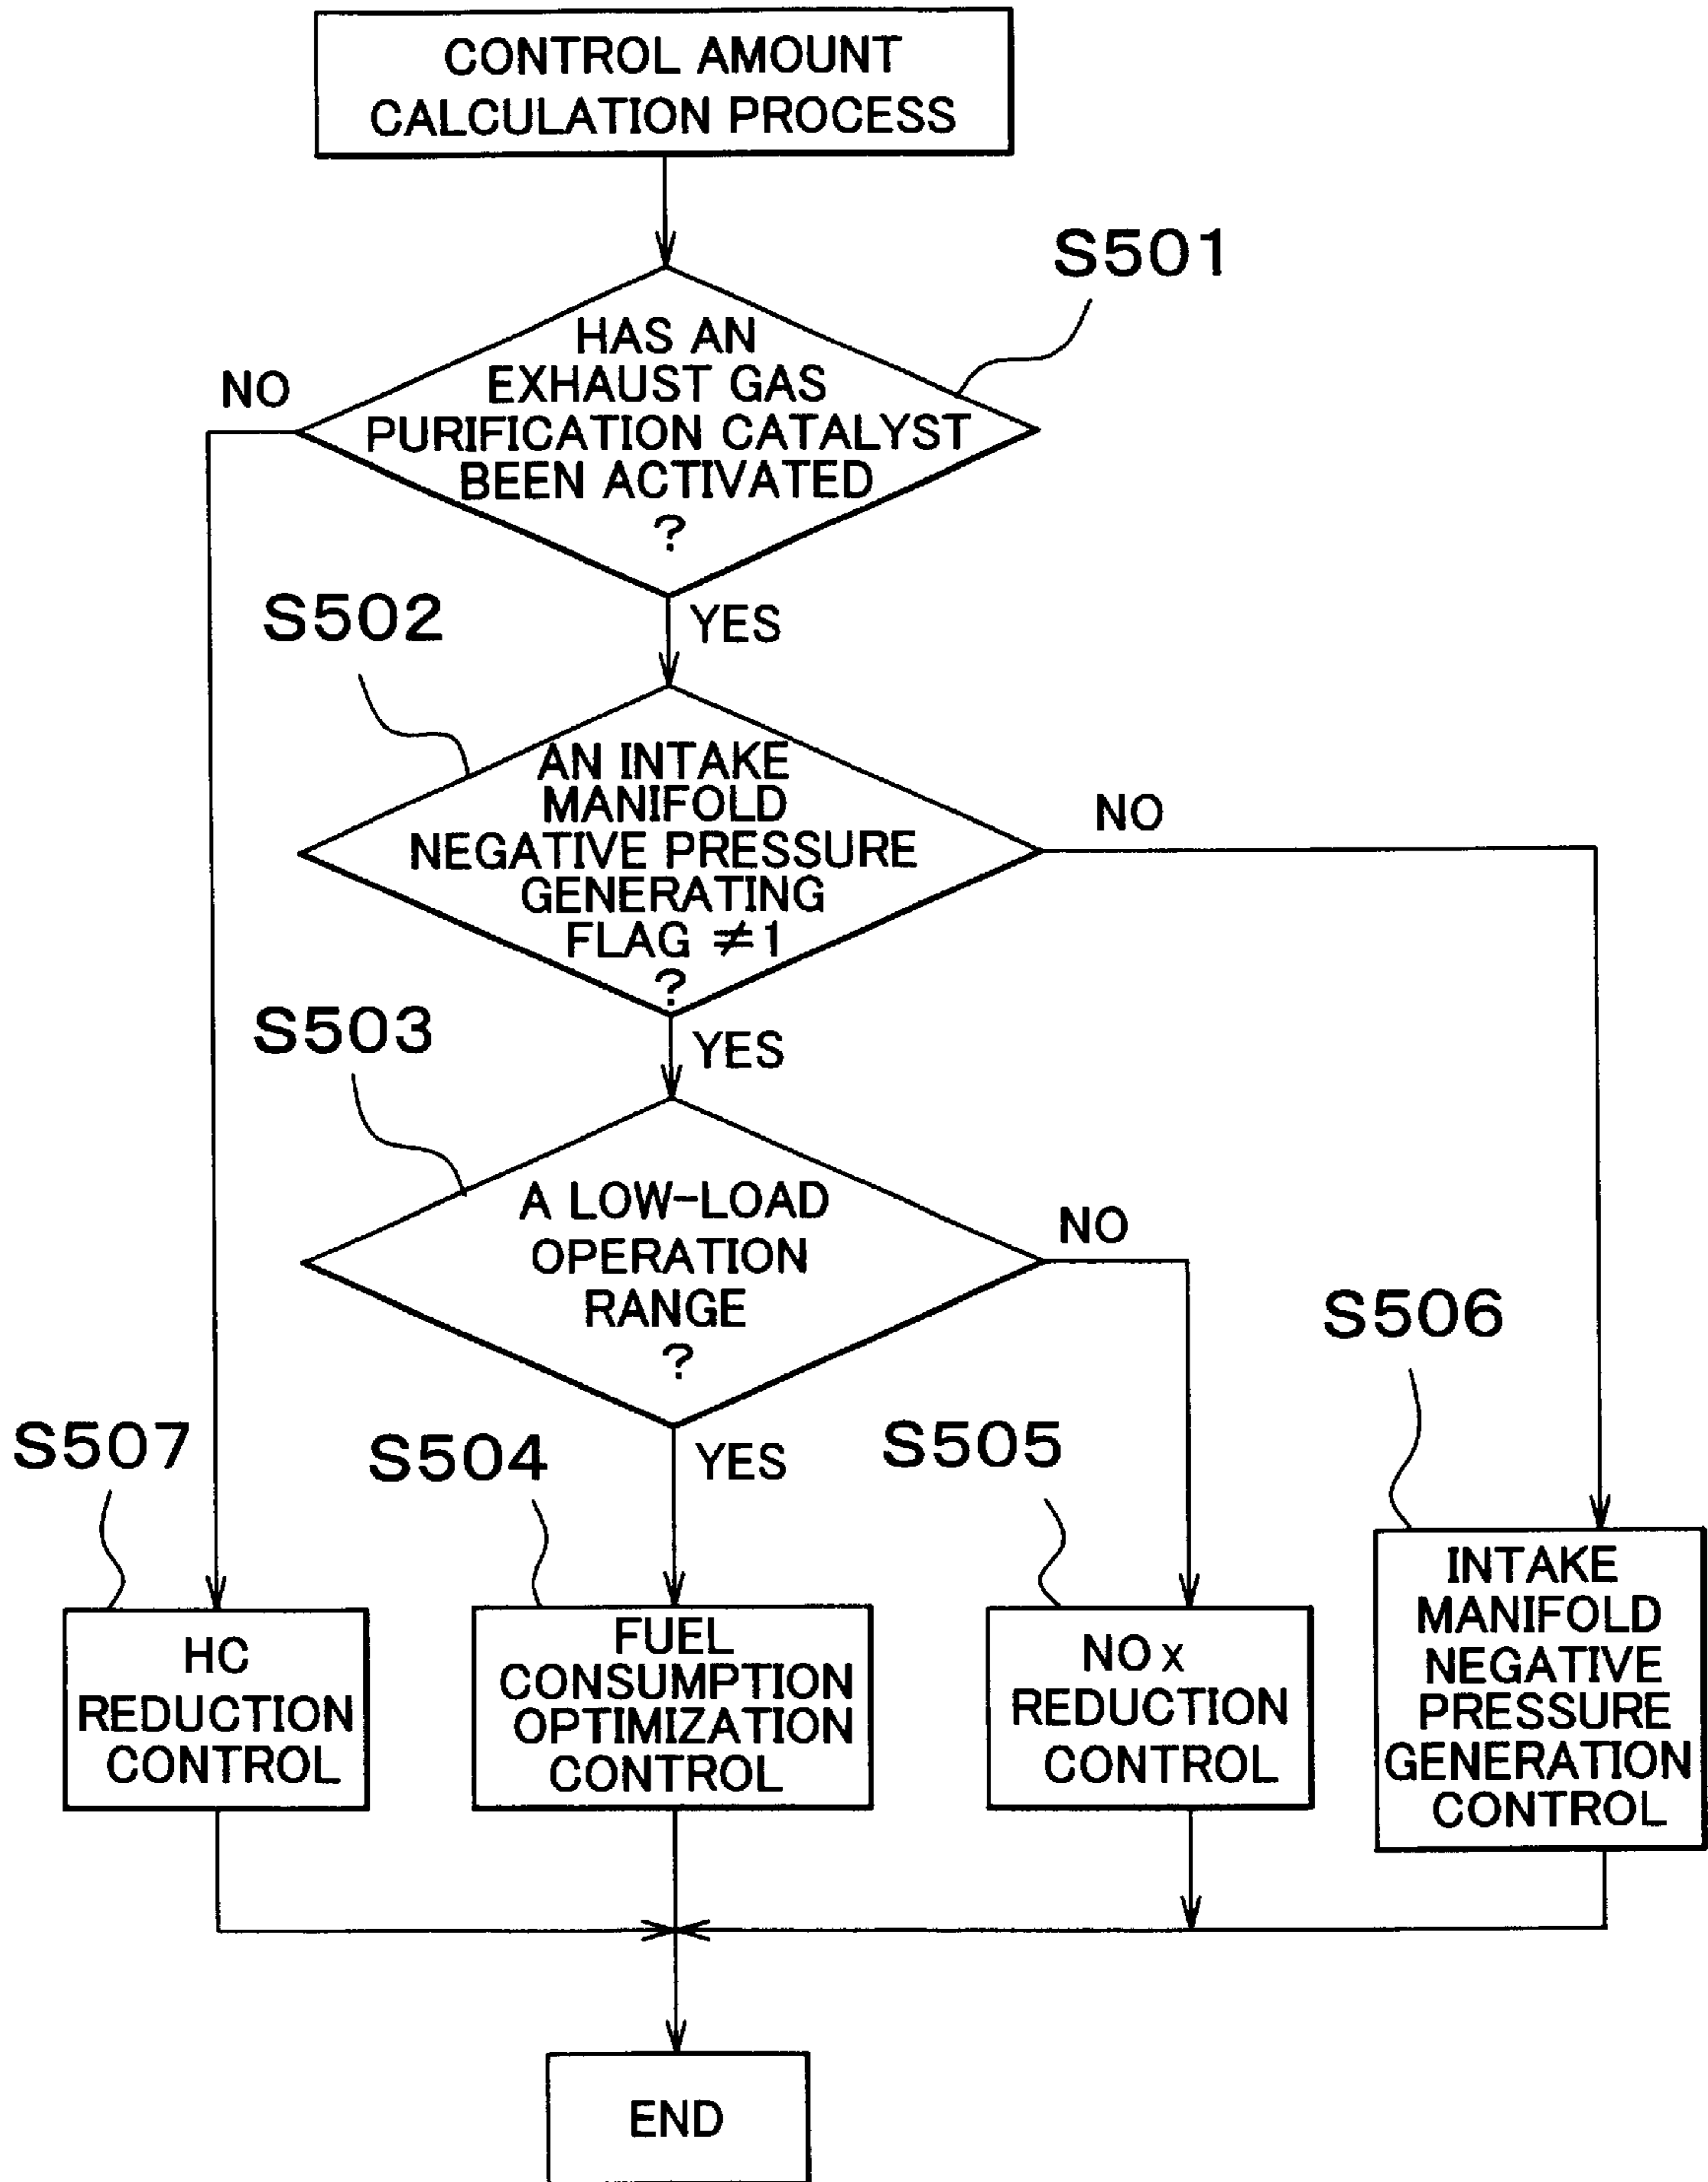 CONTROL AMOUNT
CALCULATION PROCESS
S501
HAS AN
EXHAUST GAS
PURIFICATION CATALYST
BEEN ACTIVATED
?
NO
YES
S502
AN INTAKE
MANIFOLD
NEGATIVE PRESSURE
GENERATING
FLAG ≠1
?
NO
YES
S503
A LOW-LOAD
OPERATION
RANGE
?
NO
YES
S507
HC
REDUCTION
CONTROL
S504
FUEL
CONSUMPTION
OPTIMIZATION
CONTROL
S505
NOx
REDUCTION
CONTROL
S506
INTAKE
MANIFOLD
NEGATIVE
PRESSURE
GENERATION
CONTROL
END